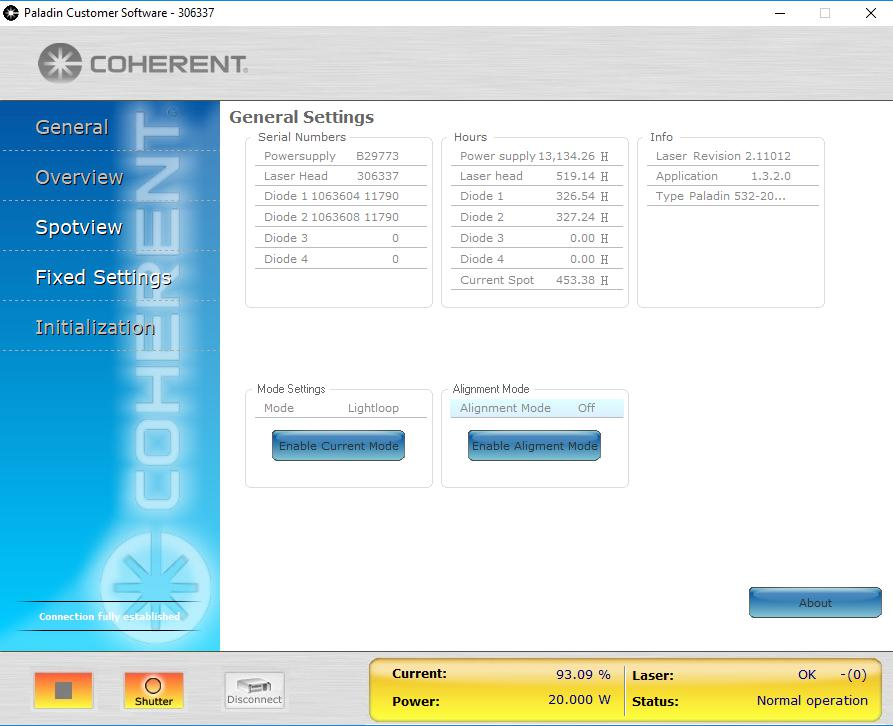 Paladin Customer Software - 306337
COHERENT.
General
Overview
Spotview
Fixed Settings
Initialization
COHERENT
Connection fully established
General Settings
Serial Numbers
Powersupply B29773
Laser Head 306337
Diode 1 1063604 11790
Diode 2 1063608 11790
Diode 3 0
Diode 4 0
Hours
Power supply 13,134.26 H
Laser head 519.14 H
Diode 1 326.54 H
Diode 2 327.24 H
Diode 3 0.00 H
Diode 4 0.00 H
Current Spot 453.38 H
Info
Laser Revision 2.11012
Application 1.3.2.0
Type Paladin 532-20...
Mode Settings
Mode Lightloop
Enable Current Mode
Alignment Mode
Alignment Mode Off
Enable Aligment Mode
About
Shutter
Disconnect
Current: 93.09 %
Power: 20.000 W
Laser: OK -(0)
Status: Normal operation